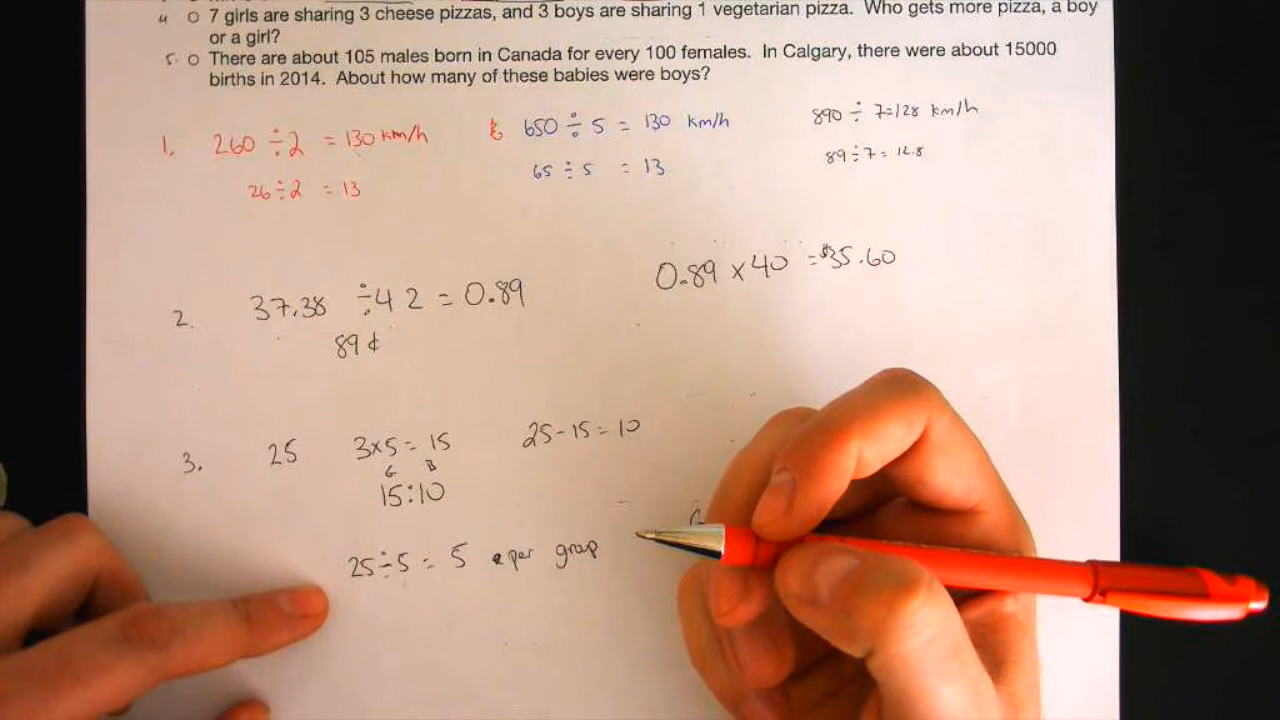 4 ○ 7 girls are sharing 3 cheese pizzas, and 3 boys are sharing 1 vegetarian pizza. Who gets more pizza, a boy
or a girl?
5. ○ There are about 105 males born in Canada for every 100 females. In Calgary, there were about 15000
births in 2014. About how many of these babies were boys?
1. 260 ÷ 2 = 130 km/h
26 ÷ 2 = 13
650 ÷ 5 = 130 km/h
65 ÷ 5 = 13
890 ÷ 7 = 128 km/h
89 ÷ 7 = 12.8
2. 37.38 ÷ 42 = 0.89
89 ¢
0.89 × 40 = $35.60
3. 25 3×5 = 15 25-15 = 10
G B
15:10
25 ÷ 5 = 5 per group